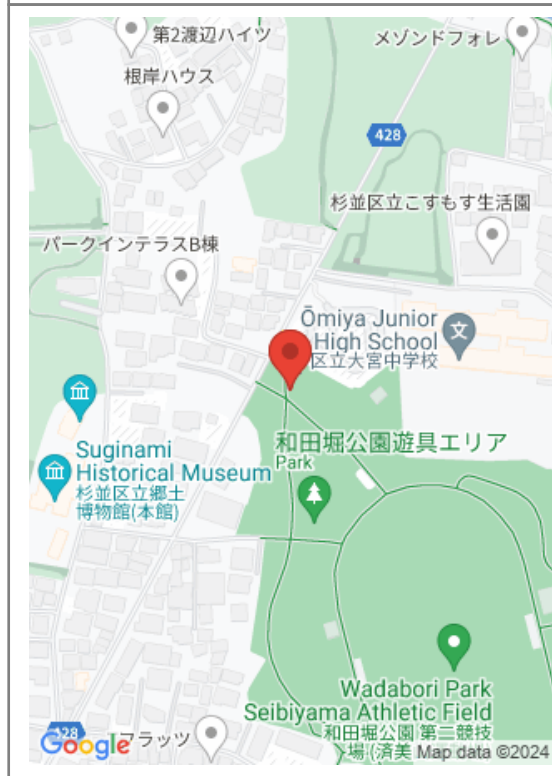 第2渡辺ハイツ
メゾンドフォレ
根岸ハウス
428
杉並区立こすもす生活園
パークインテラスB棟
Ōmiya Junior
High School
区立大宮中学校
文
和田堀公園遊具エリア
Park
Suginami
Historical Museum
杉並区立郷土
博物館(本館)
Wadabori Park
Seibiyama Athletic Field
和田堀公園 第二競技
場 (済美
428
フラッツ
Google
Map data ©2024